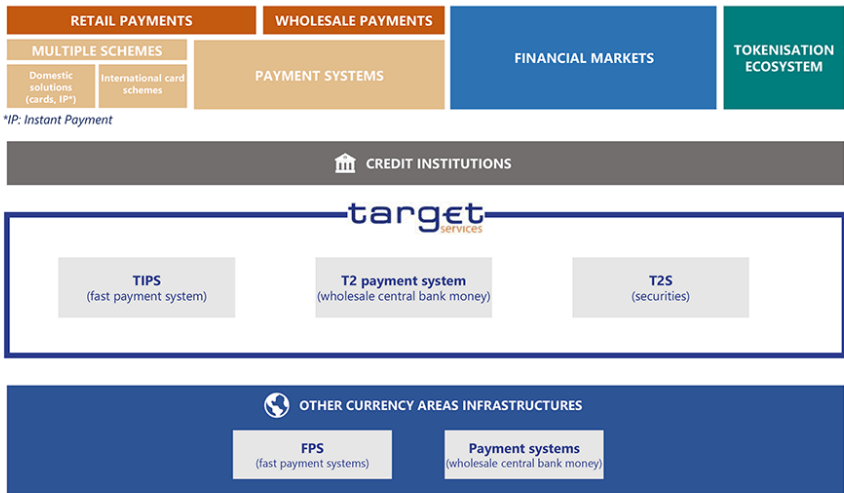 RETAIL PAYMENTS
WHOLESALE PAYMENTS
FINANCIAL MARKETS
TOKENISATION
ECOSYSTEM
MULTIPLE SCHEMES
PAYMENT SYSTEMS
Domestic
solutions
(cards, IP*)
International card
schemes
*IP: Instant Payment
CREDIT INSTITUTIONS
target
services
TIPS
(fast payment system)
T2 payment system
(wholesale central bank money)
T2S
(securities)
OTHER CURRENCY AREAS INFRASTRUCTURES
FPS
(fast payment systems)
Payment systems
(wholesale central bank money)